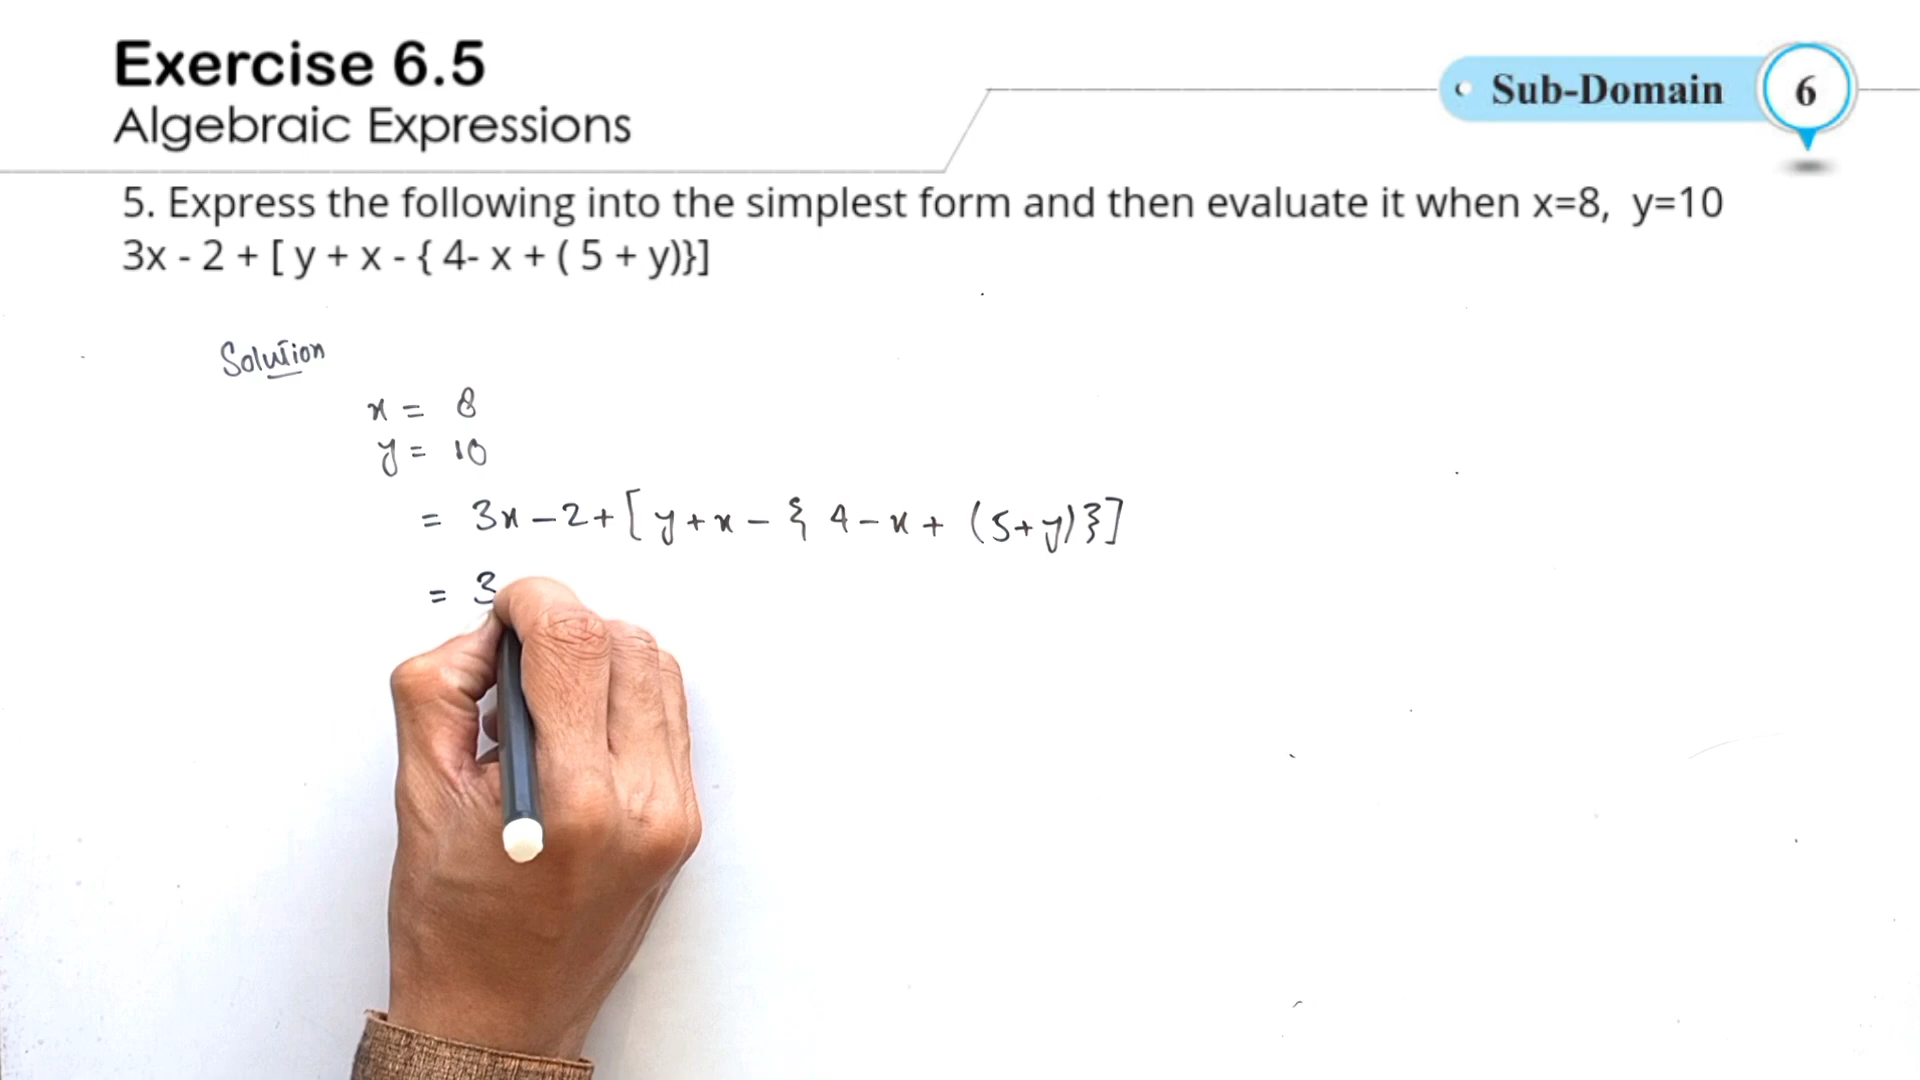 Exercise 6.5
Algebraic Expressions
Sub-Domain 6
5. Express the following into the simplest form and then evaluate it when x=8, y=10
3x - 2 + [ y + x - { 4- x + ( 5 + y)}]
Solution
x = 8
y = 10
= 3x - 2 + [ y + x - { 4 - x + (5 + y) } ]
= 3